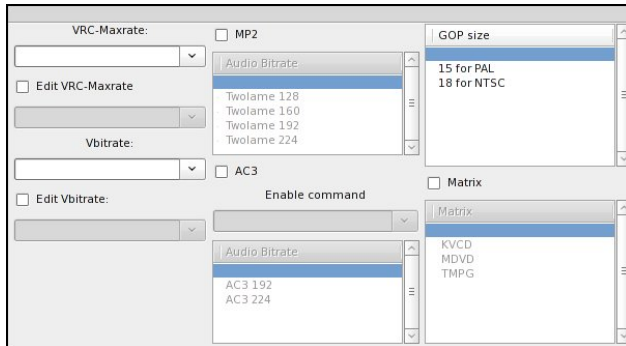 VRC-Maxrate:
Edit VRC-Maxrate
Vbitrate:
Edit Vbitrate:
MP2
Audio Bitrate
Twolame 128
Twolame 160
Twolame 192
Twolame 224
AC3
Enable command
Audio Bitrate
AC3 192
AC3 224
GOP size
15 for PAL
18 for NTSC
Matrix
Matrix
KVCD
MDVD
TMPG